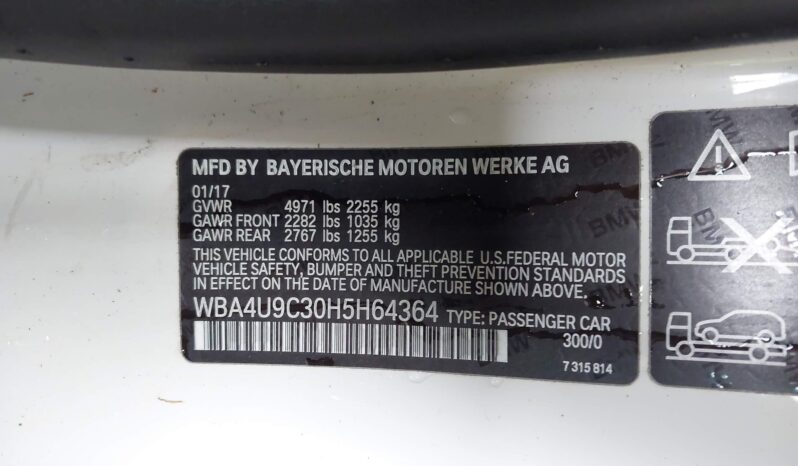 MFD BY BAYERISCHE MOTOREN WERKE AG
01/17
GVWR 4971 lbs 2255 kg
GAWR FRONT 2282 lbs 1035 kg
GAWR REAR 2767 lbs 1255 kg
THIS VEHICLE CONFORMS TO ALL APPLICABLE U.S.FEDERAL MOTOR
VEHICLE SAFETY, BUMPER AND THEFT PREVENTION STANDARDS
IN EFFECT ON THE DATE OF MANUFACTURE SHOWN ABOVE.
WBA4U9C30H5H64364 TYPE: PASSENGER CAR
300/0
7 315 814
BMW